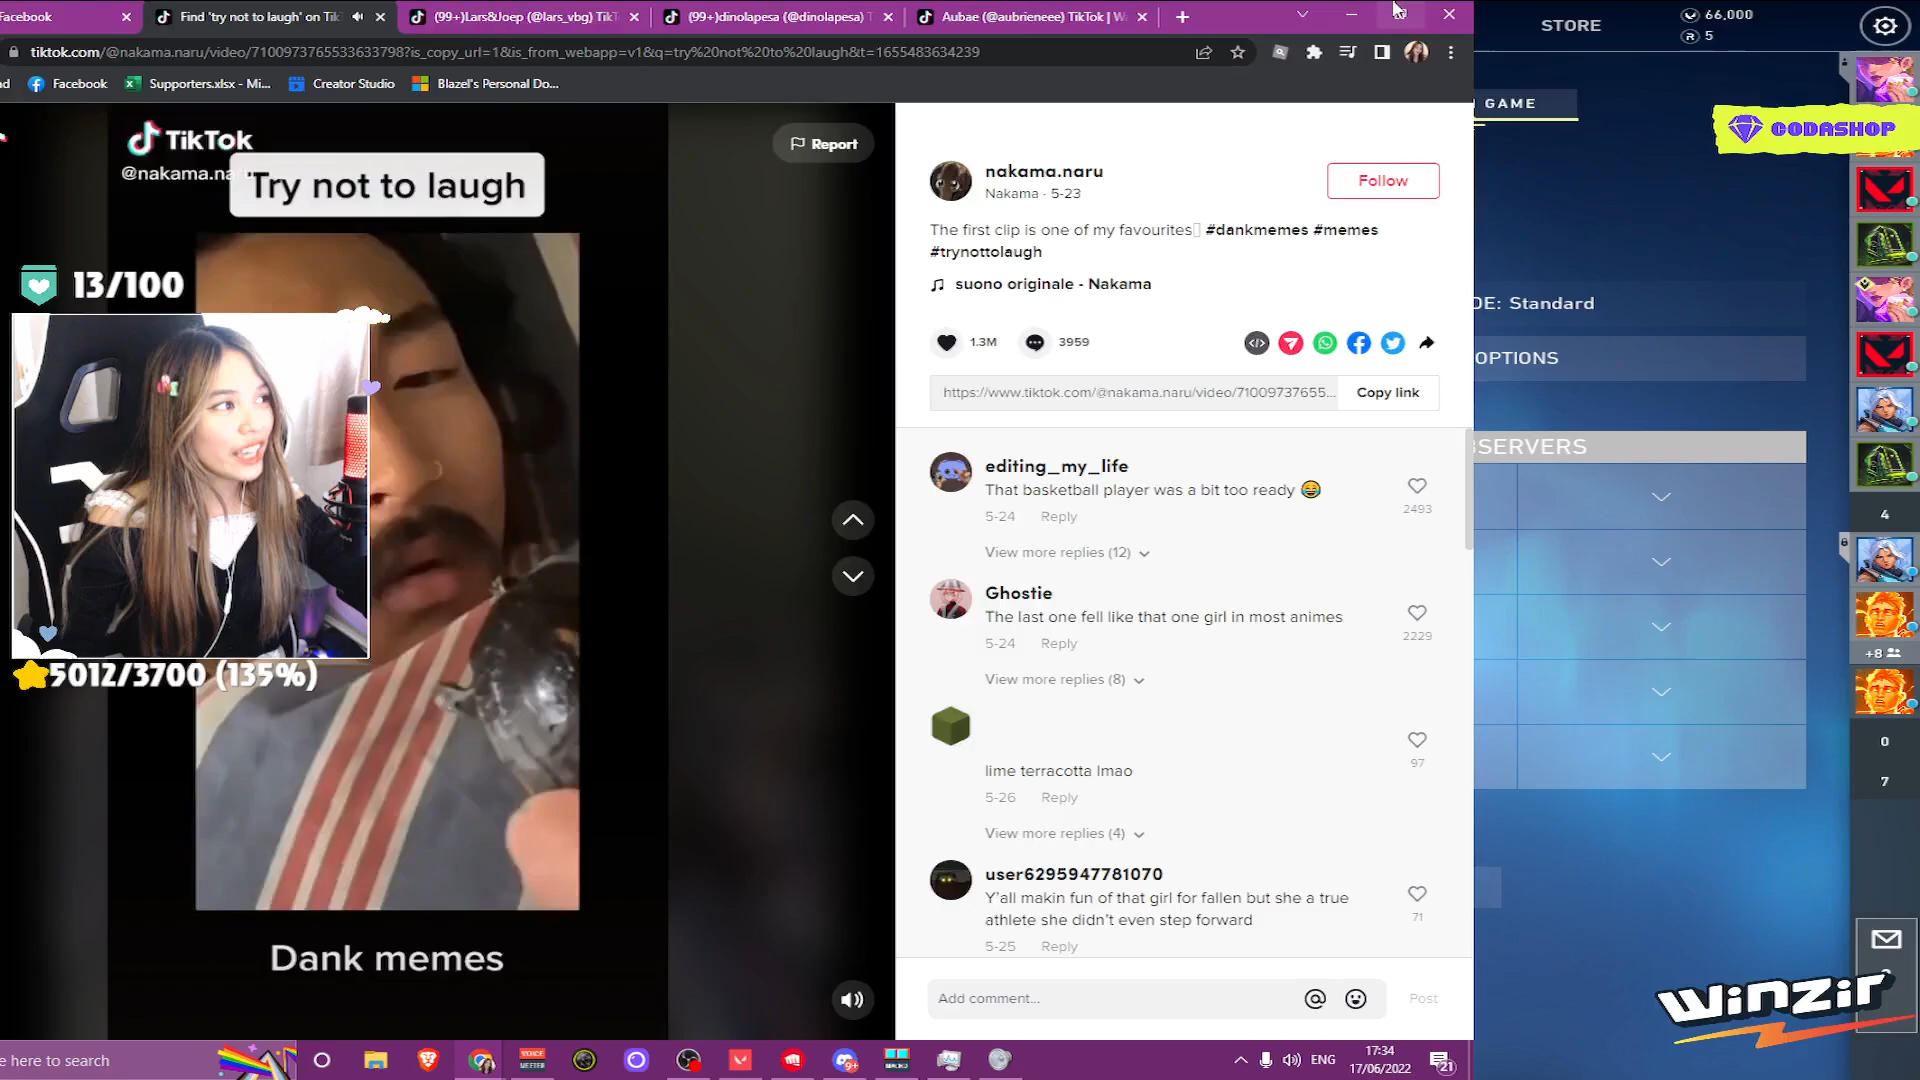 Facebook
Find 'try not to laugh' on Tik
(99+)Lars&Joep (@lars_vbg) TikT
(99+)dinolapesa (@dinolapesa) T
Aubae (@aubrieneee) TikTok | W
tiktok.com/@nakama.naru/video/7100973765533633798?is_copy_url=1&is_from_webapp=v1&q=try%20not%20to%20laugh&t=1655483634239
Facebook
Supporters.xlsx - Mi...
Creator Studio
Blazel's Personal Do...
STORE
66,000
R 5
GAME
CODASHOP
TikTok
@nakama.na
Try not to laugh
Report
13/100
5012/3700 (135%)
Dank memes
nakama.naru
Nakama · 5-23
Follow
The first clip is one of my favourites #dankmemes #memes
#trynottolaugh
suono originale - Nakama
1.3M
3959
https://www.tiktok.com/@nakama.naru/video/71009737655...
Copy link
editing_my_life
That basketball player was a bit too ready 😂
5-24 Reply
2493
View more replies (12)
Ghostie
The last one fell like that one girl in most animes
5-24 Reply
2229
View more replies (8)
lime terracotta lmao
5-26 Reply
97
View more replies (4)
user6295947781070
Y'all makin fun of that girl for fallen but she a true
athlete she didn't even step forward
5-25 Reply
71
Add comment...
Post
DE: Standard
OPTIONS
SERVERS
4
+8
0
7
WINZIR
e here to search
VOICE
MEETER
9+
ENG
17:34
17/06/2022
21